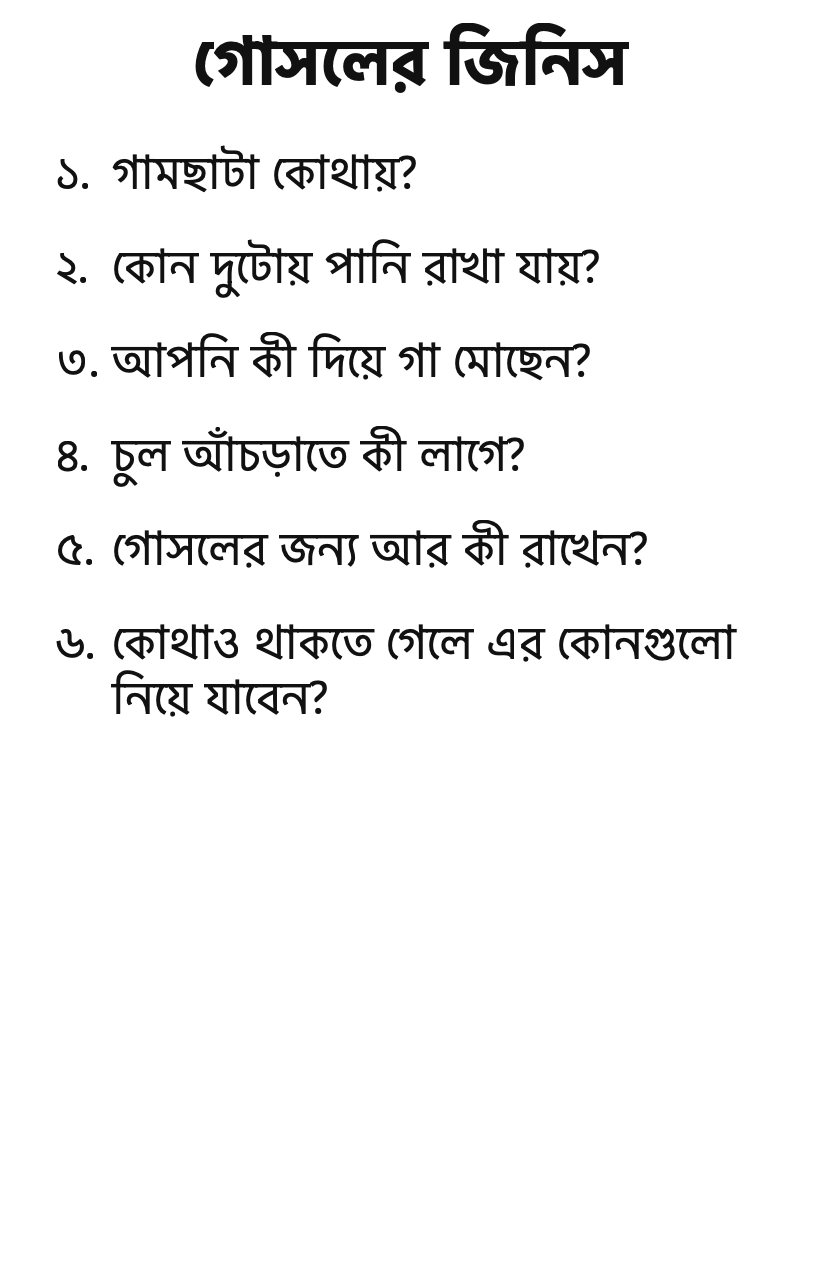 গোসলের জিনিস
১. গামছাটা কোথায়?
২. কোন দুটোয় পানি রাখা যায়?
৩. আপনি কী দিয়ে গা মোছেন?
৪. চুল আঁচড়াতে কী লাগে?
৫. গোসলের জন্য আর কী রাখেন?
৬. কোথাও থাকতে গেলে এর কোনগুলো
নিয়ে যাবেন?